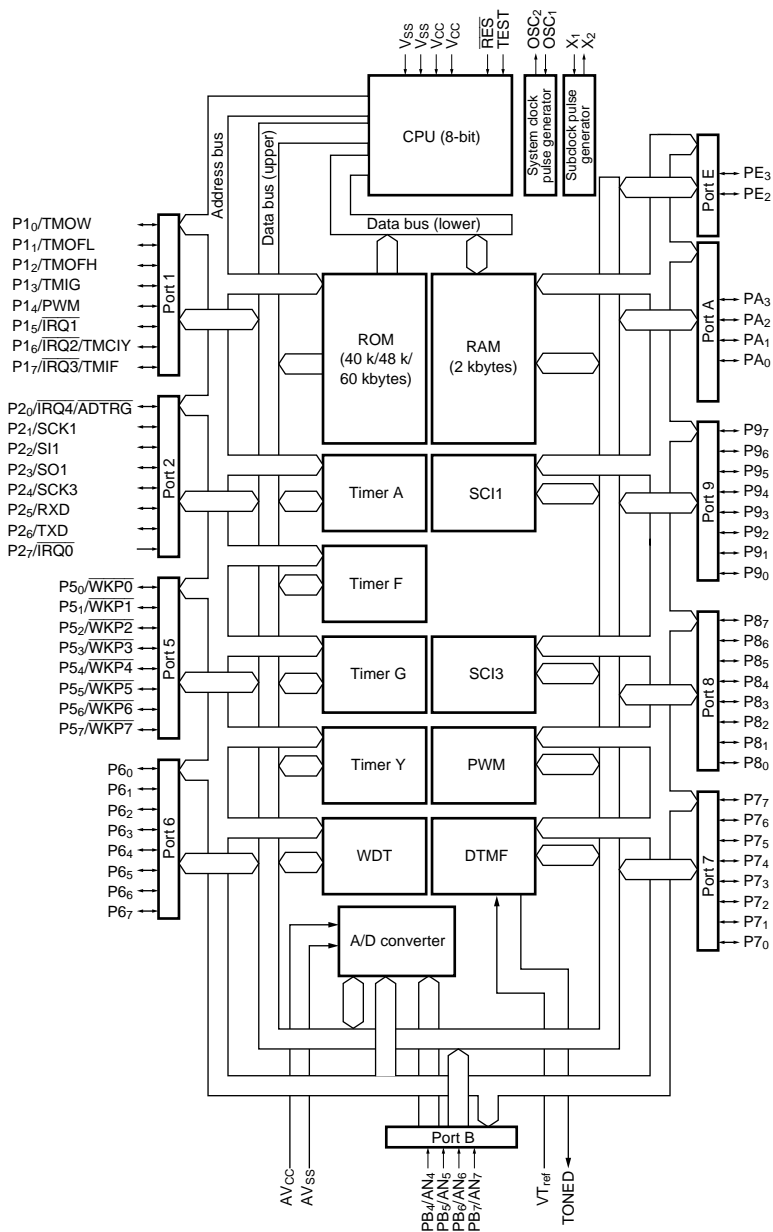 VSS
VSS
VCC
VCC
RES
TEST
OSC2
OSC1
X1
X2
CPU (8-bit)
System clock
pulse generator
Subclock pulse
generator
Address bus
Data bus (upper)
Data bus (lower)
P10/TMOW
P11/TMOFL
P12/TMOFH
P13/TMIG
P14/PWM
P15/IRQ1
P16/IRQ2/TMCIY
P17/IRQ3/TMIF
Port 1
P20/IRQ4/ADTRG
P21/SCK1
P22/SI1
P23/SO1
P24/SCK3
P25/RXD
P26/TXD
P27/IRQ0
Port 2
P50/WKP0
P51/WKP1
P52/WKP2
P53/WKP3
P54/WKP4
P55/WKP5
P56/WKP6
P57/WKP7
Port 5
P60
P61
P62
P63
P64
P65
P66
P67
Port 6
ROM
(40 k/48 k/
60 kbytes)
RAM
(2 kbytes)
Timer A
SCI1
Timer F
Timer G
SCI3
Timer Y
PWM
WDT
DTMF
A/D converter
Port E
PE3
PE2
Port A
PA3
PA2
PA1
PA0
Port 9
P97
P96
P95
P94
P93
P92
P91
P90
Port 8
P87
P86
P85
P84
P83
P82
P81
P80
Port 7
P77
P76
P75
P74
P73
P72
P71
P70
Port B
AVCC
AVSS
PB4/AN4
PB5/AN5
PB6/AN6
PB7/AN7
VTref
TONED